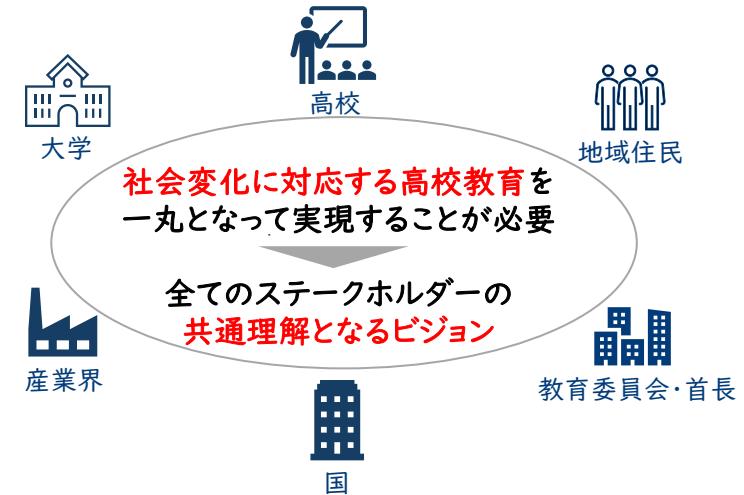 高校
大学
地域住民
社会変化に対応する高校教育を
一丸となって実現することが必要
全てのステークホルダーの
共通理解となるビジョン
産業界
教育委員会・首長
国